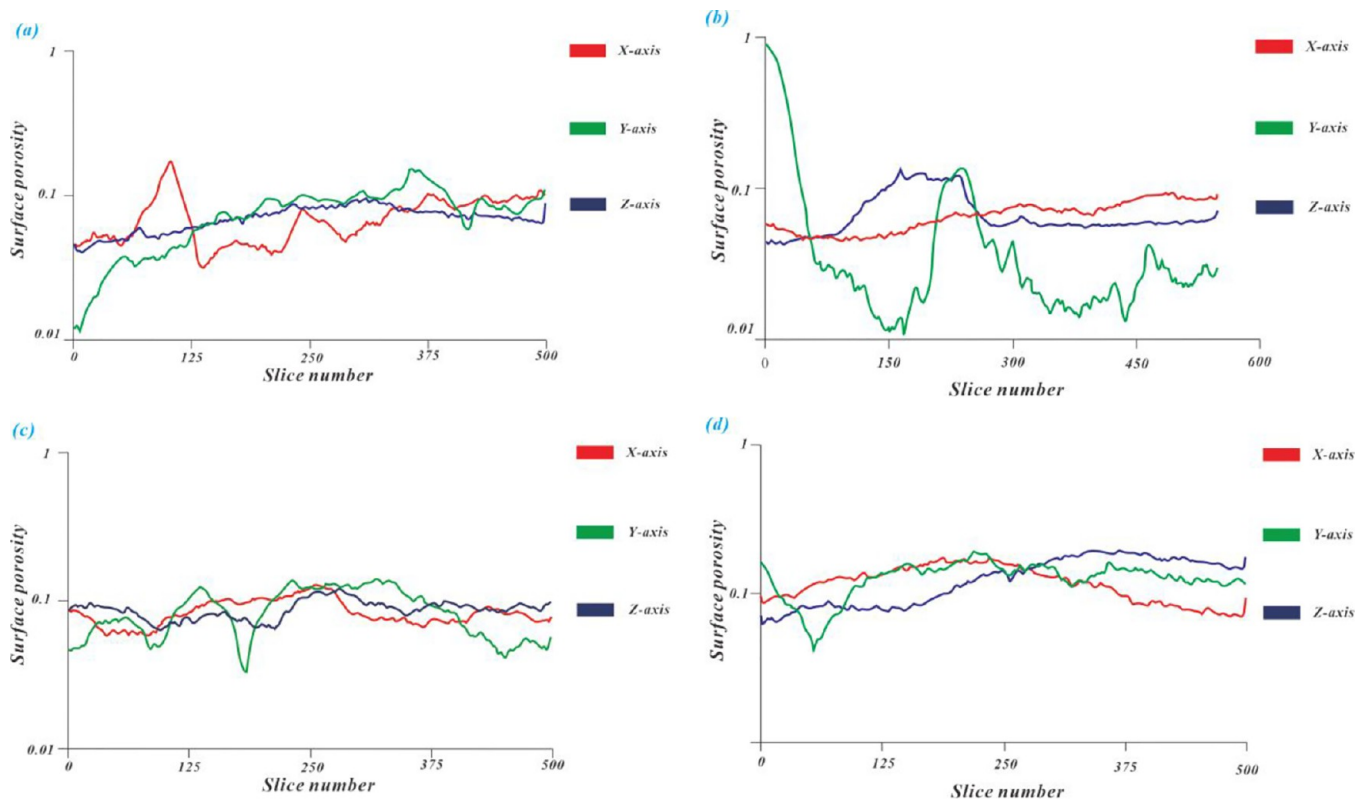 (a)
1
X-axis
Y-axis
Surface porosity
0.1
Z-axis
0.01
0
125
250
375
500
Slice number
(b)
1
X-axis
Y-axis
Surface porosity
0.1
Z-axis
0.01
0
150
300
450
600
Slice number
(c)
1
X-axis
Y-axis
Surface porosity
0.1
Z-axis
0.01
0
125
250
375
500
Slice number
(d)
1
X-axis
Y-axis
Surface porosity
0.1
Z-axis
0
125
250
375
500
Slice number